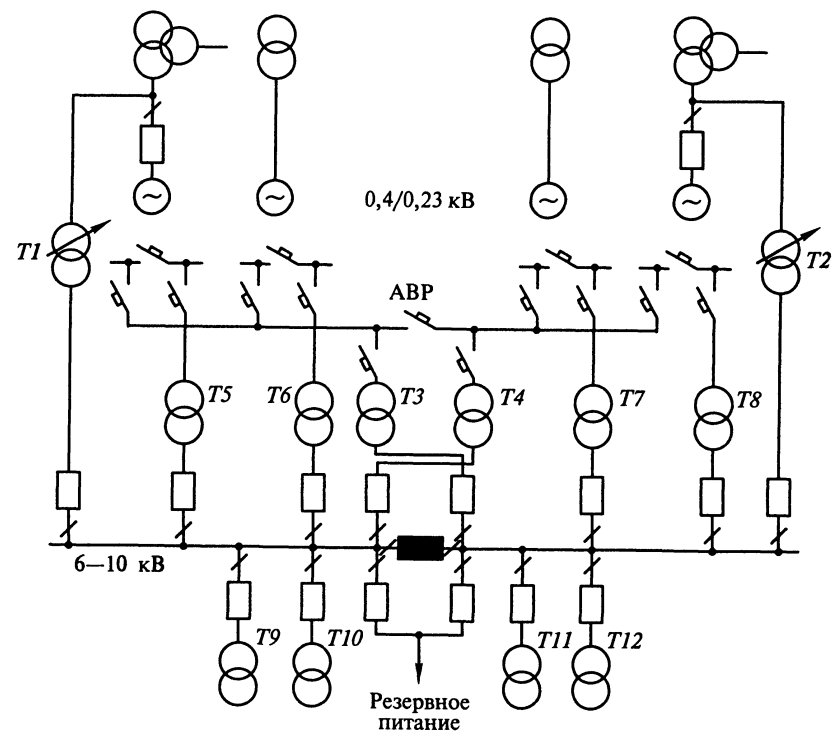 0,4/0,23 кВ
T1
T2
АВР
T5
T6
T3
T4
T7
T8
6—10 кВ
T9
T10
T11
T12
Резервное
питание